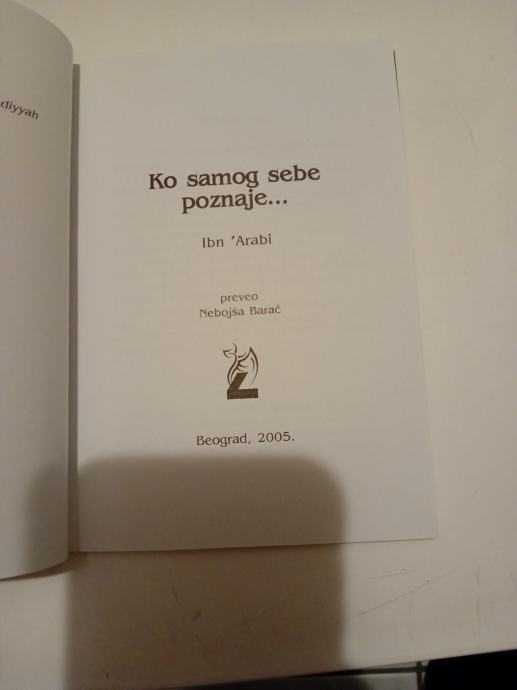 diyyah
Ko samog sebe
poznaje...
Ibn 'Arabi
preveo
Nebojša Barać
Beograd, 2005.